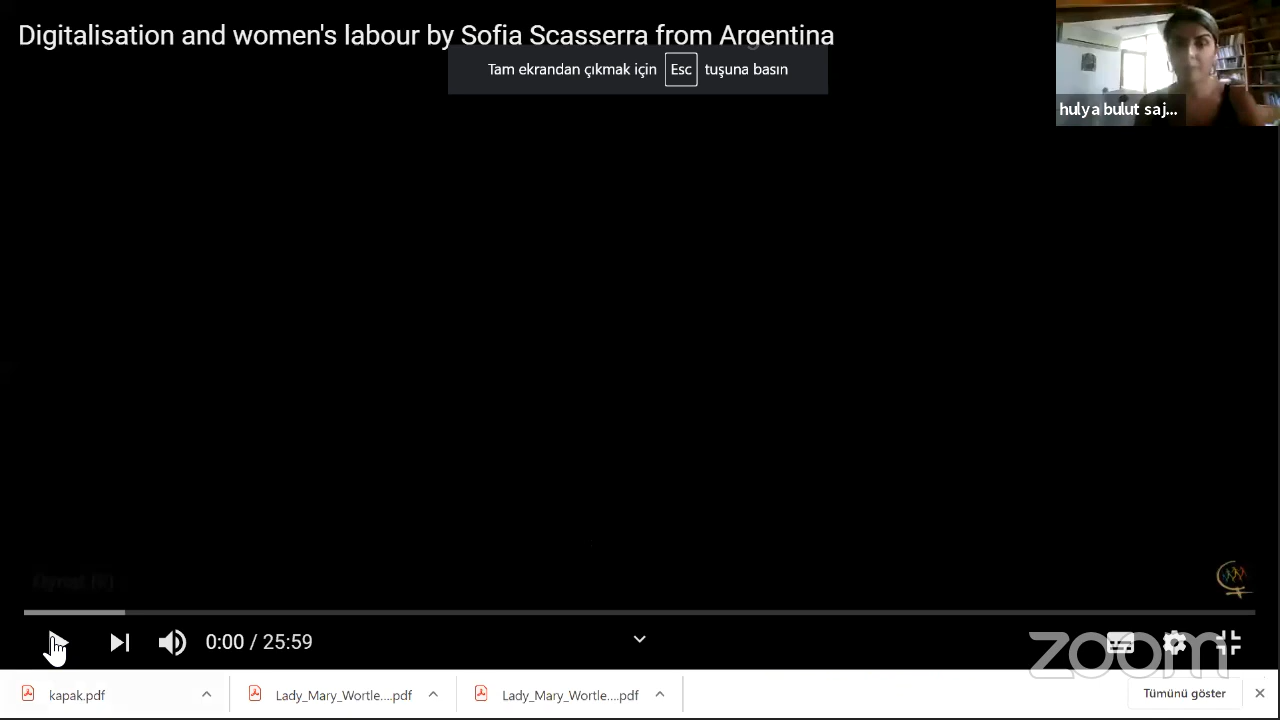 Digitalisation and women's labour by Sofia Scasserra from Argentina
Tam ekrandan çıkmak için Esc tuşuna basın
hulya bulut saj...
Oynat (k)
0:00 / 25:59
zoom
kapak.pdf
Lady_Mary_Wortle....pdf
Lady_Mary_Wortle....pdf
Tümünü göster